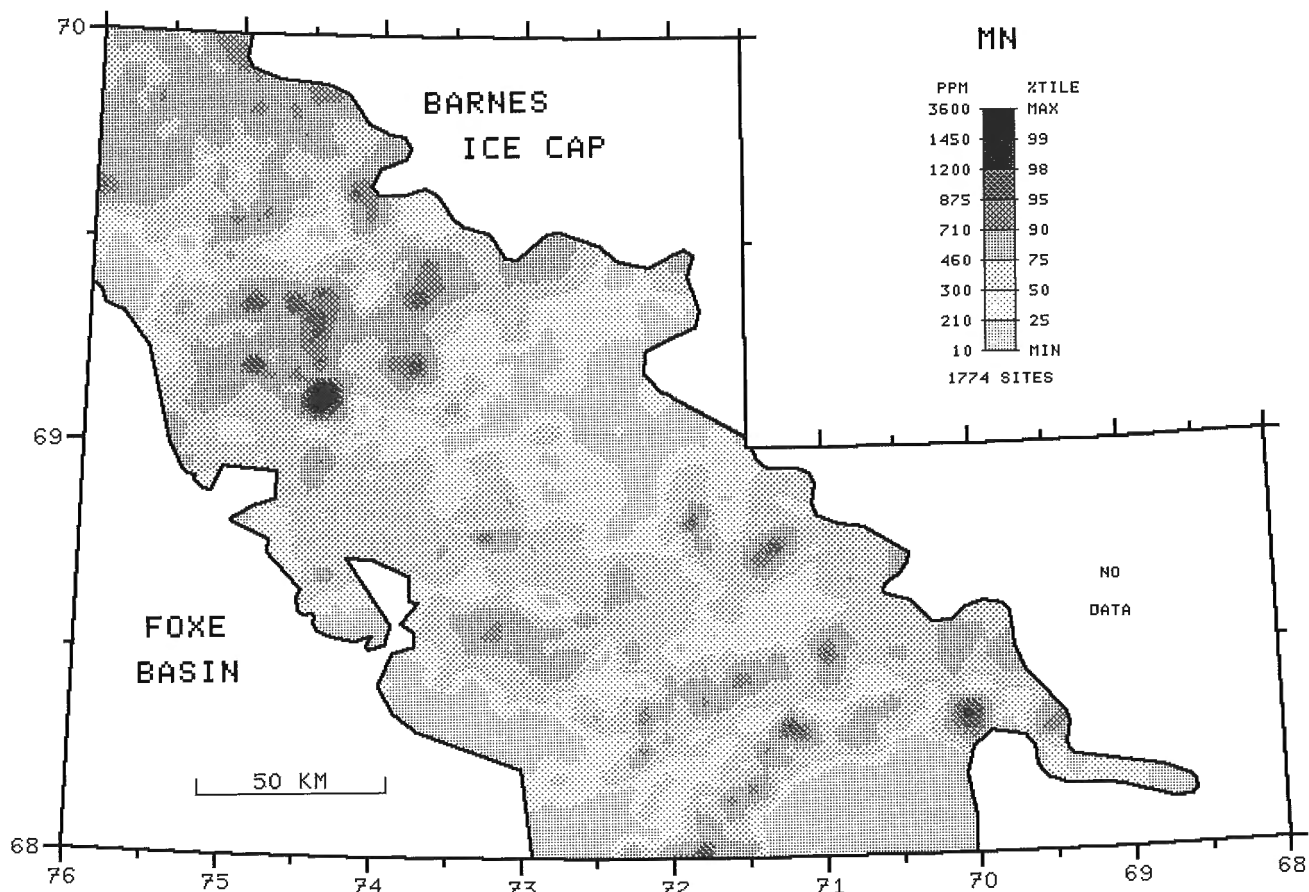 70
MN
BARNES
ICE CAP
PPM %TILE
3600 MAX
1450 99
1200 98
875 95
710 90
460 75
300 50
210 25
10 MIN
1774 SITES
69
NO
DATA
FOXE
BASIN
50 KM
68
76 75 74 73 72 71 70 69 68